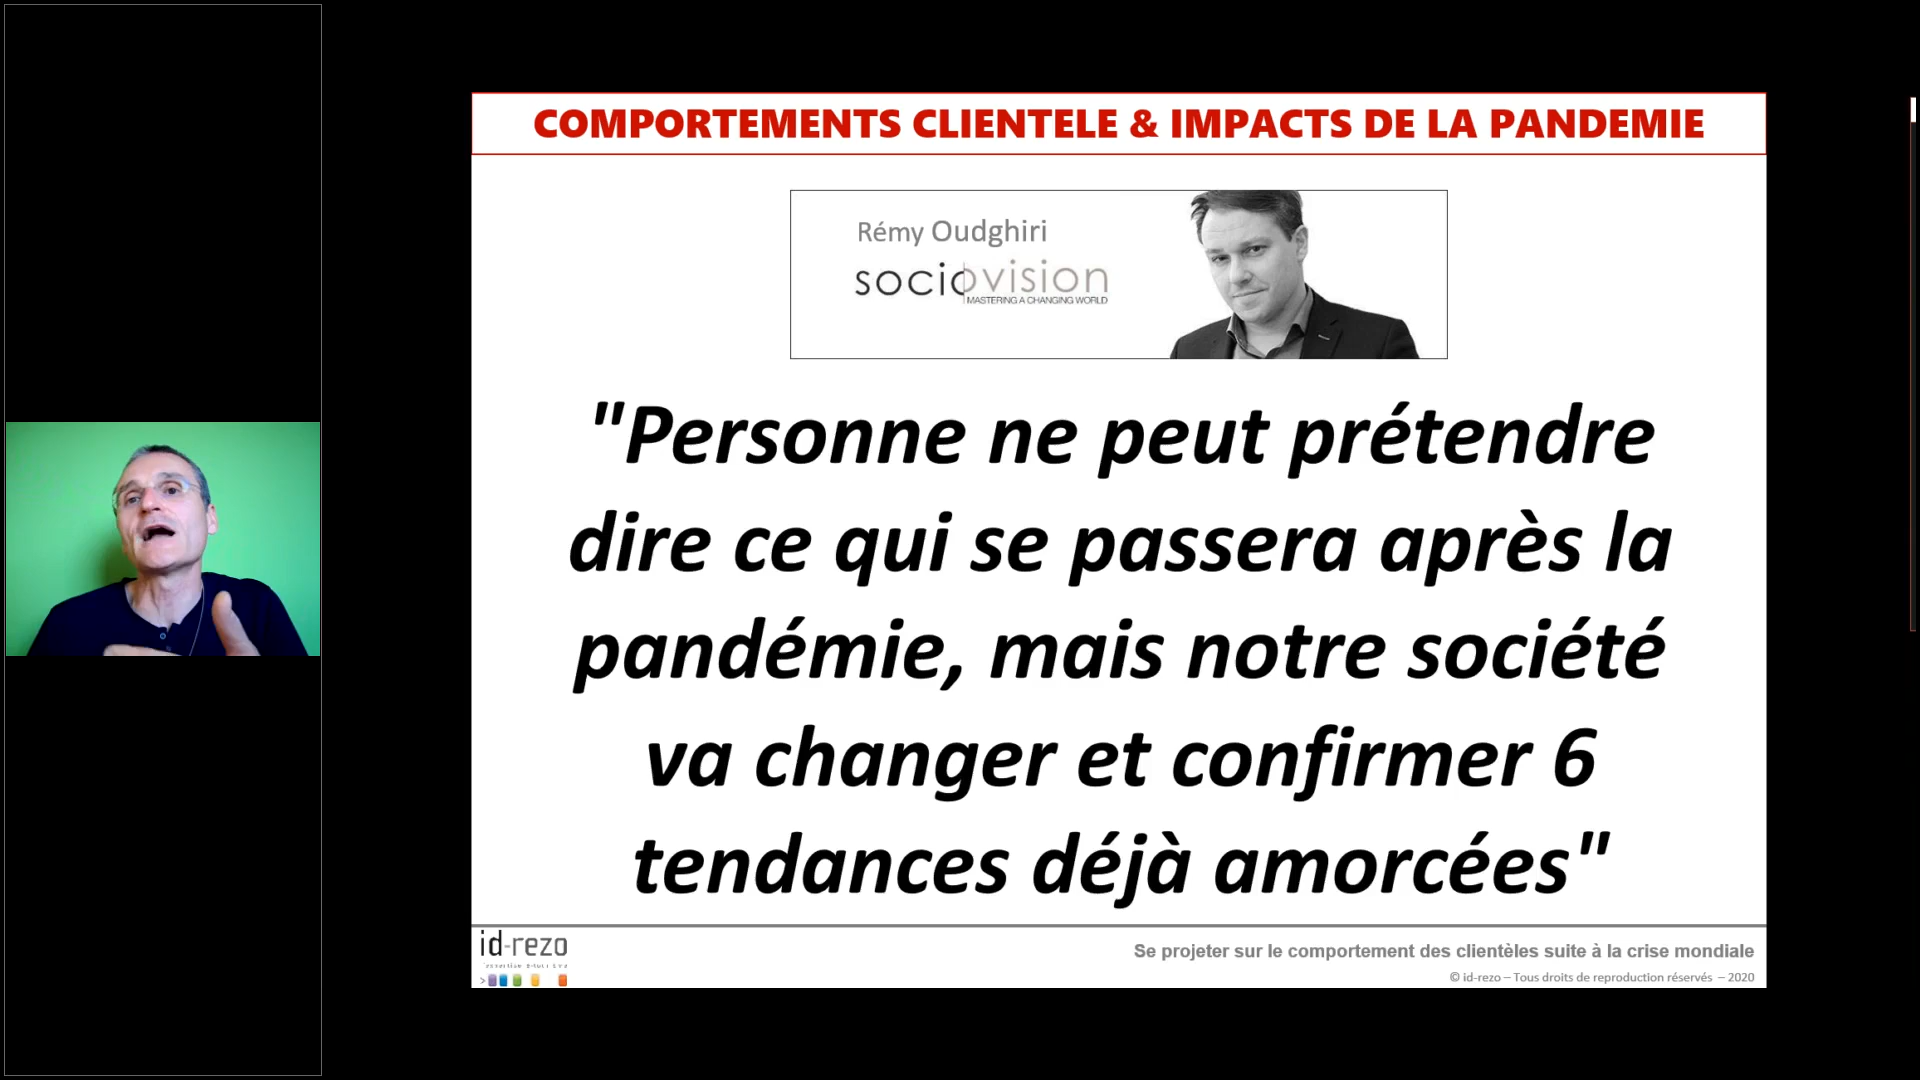 COMPORTEMENTS CLIENTELE & IMPACTS DE LA PANDEMIE
Rémy Oudghiri
sociovision
MASTERING A CHANGING WORLD
"Personne ne peut prétendre
dire ce qui se passera après la
pandémie, mais notre société
va changer et confirmer 6
tendances déjà amorcées"
id-rezo
Se projeter sur le comportement des clientèles suite à la crise mondiale
© id-rezo – Tous droits de reproduction réservés – 2020